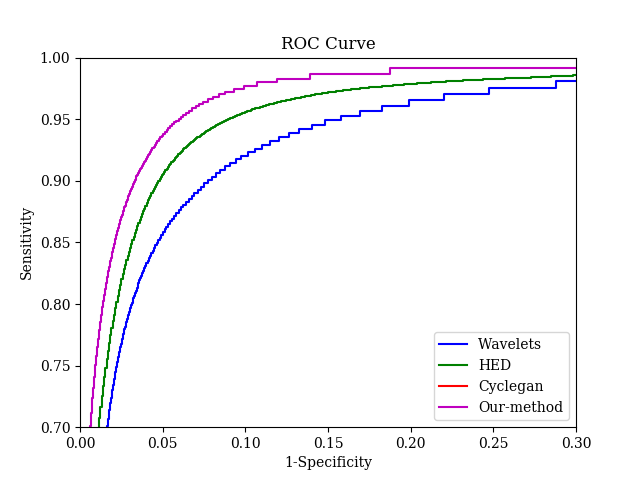 ROC Curve
1.00
0.95
0.90
0.85
0.80
0.75
0.70
Sensitivity
0.00 0.05 0.10 0.15 0.20 0.25 0.30
1-Specificity
Wavelets
HED
Cyclegan
Our-method